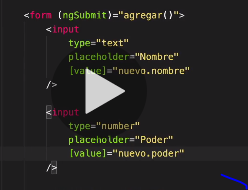 <form (ngSubmit)="agregar()">
<input
type="text"
placeholder="Nombre"
[value]="nuevo.nombre"
/>
<input
type="number"
placeholder="Poder"
[value]="nuevo.poder"
/>